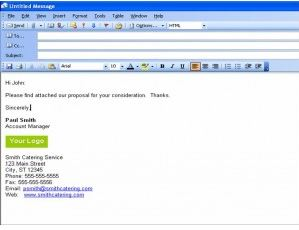 Untitled Message
File Edit View Insert Format Tools Table Window Help
Send Options... HTML
To...
Cc...
Subject:
Arial 10 A B I U
Hi John:
Please find attached our proposal for your consideration. Thanks.
Sincerely,
Paul Smith
Account Manager
Your Logo
Smith Catering Service
123 Main Street
City, ST 12345
Phone: 555-555-5555
Fax: 555-555-5556
Email: psmith@smithcatering.com
Web: www.smithcatering.com